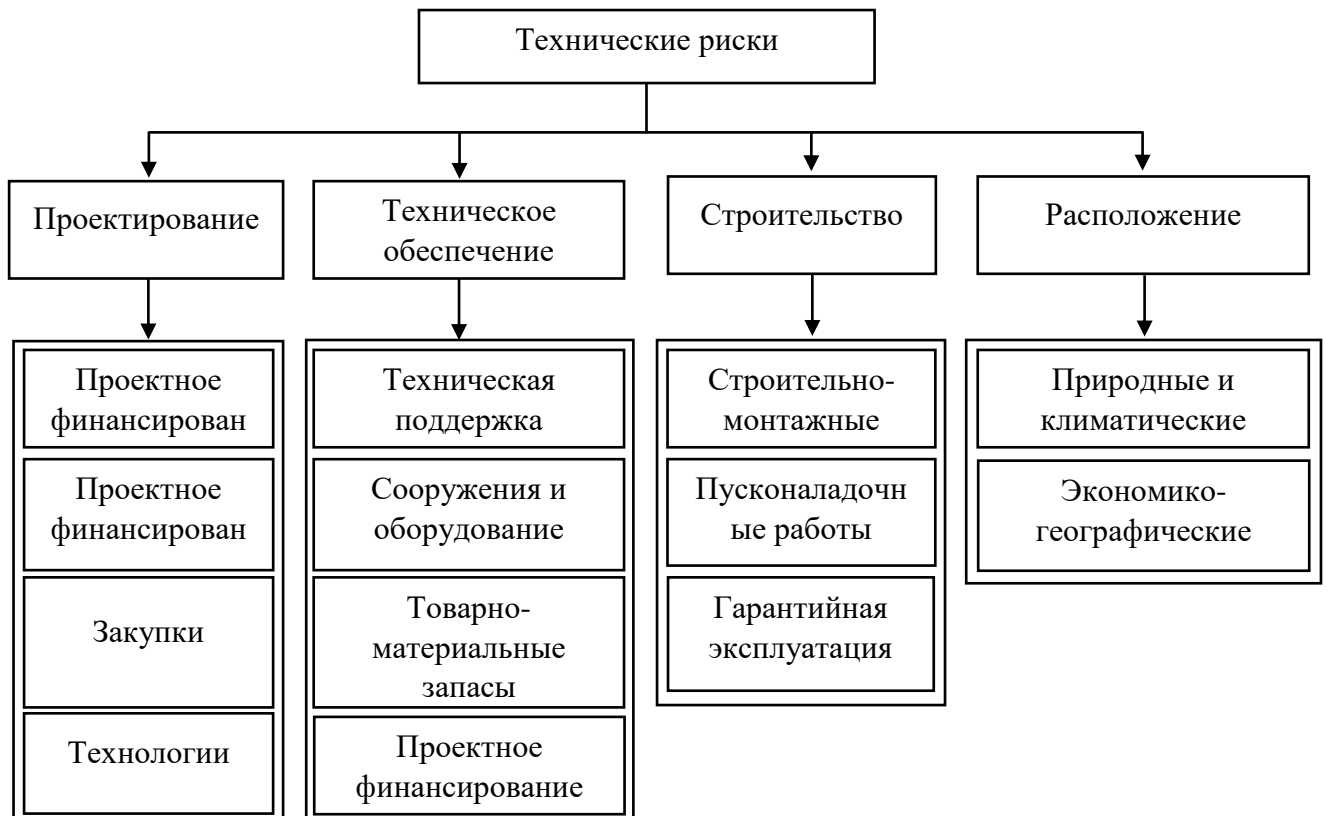 Технические риски
Проектирование
Техническое
обеспечение
Строительство
Расположение
Проектное
финансирован
Проектное
финансирован
Закупки
Технологии
Техническая
поддержка
Сооружения и
оборудование
Товарно-
материальные
запасы
Проектное
финансирование
Строительно-
монтажные
Пусконаладочн
ые работы
Гарантийная
эксплуатация
Природные и
климатические
Экономико-
географические